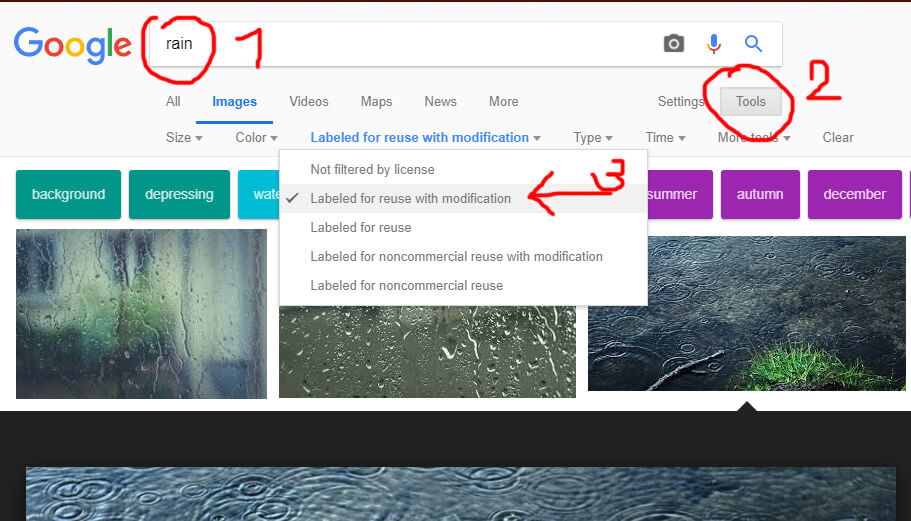 Google rain 1
2
All Images Videos Maps News More Settings Tools
Size Color Labeled for reuse with modification Type Time More tools Clear
Not filtered by license
Labeled for reuse with modification 3
Labeled for reuse
Labeled for noncommercial reuse with modification
Labeled for noncommercial reuse
background depressing summer autumn december